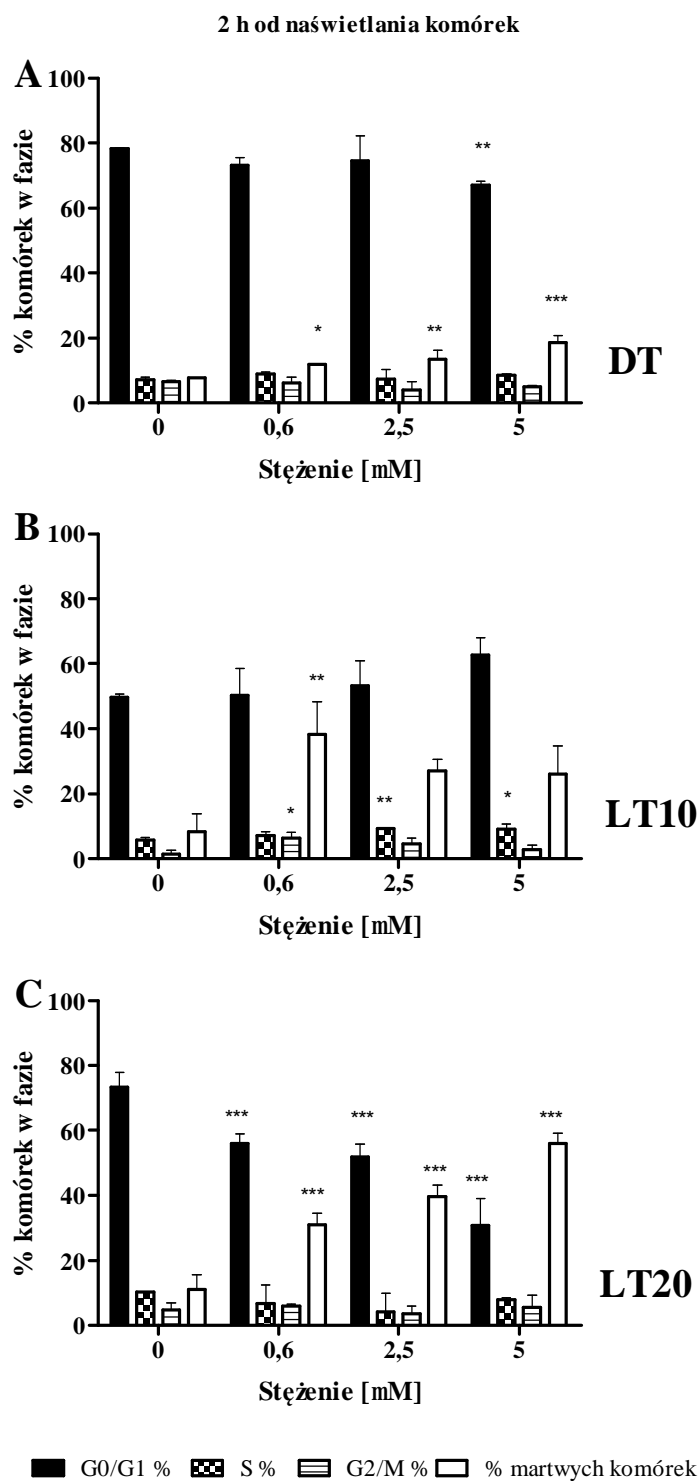 2 h od naświetlania komórek
A
% komórek w fazie
100
80
60
40
20
0
**
*
**
***
0 0,6 2,5 5
Stężenie [mM]
DT
B
% komórek w fazie
100
80
60
40
20
0
**
*
**
*
0 0,6 2,5 5
Stężenie [mM]
LT10
C
% komórek w fazie
100
80
60
40
20
0
***
***
***
***
***
***
0 0,6 2,5 5
Stężenie [mM]
LT20
G0/G1 % S % G2/M % % martwych komórek